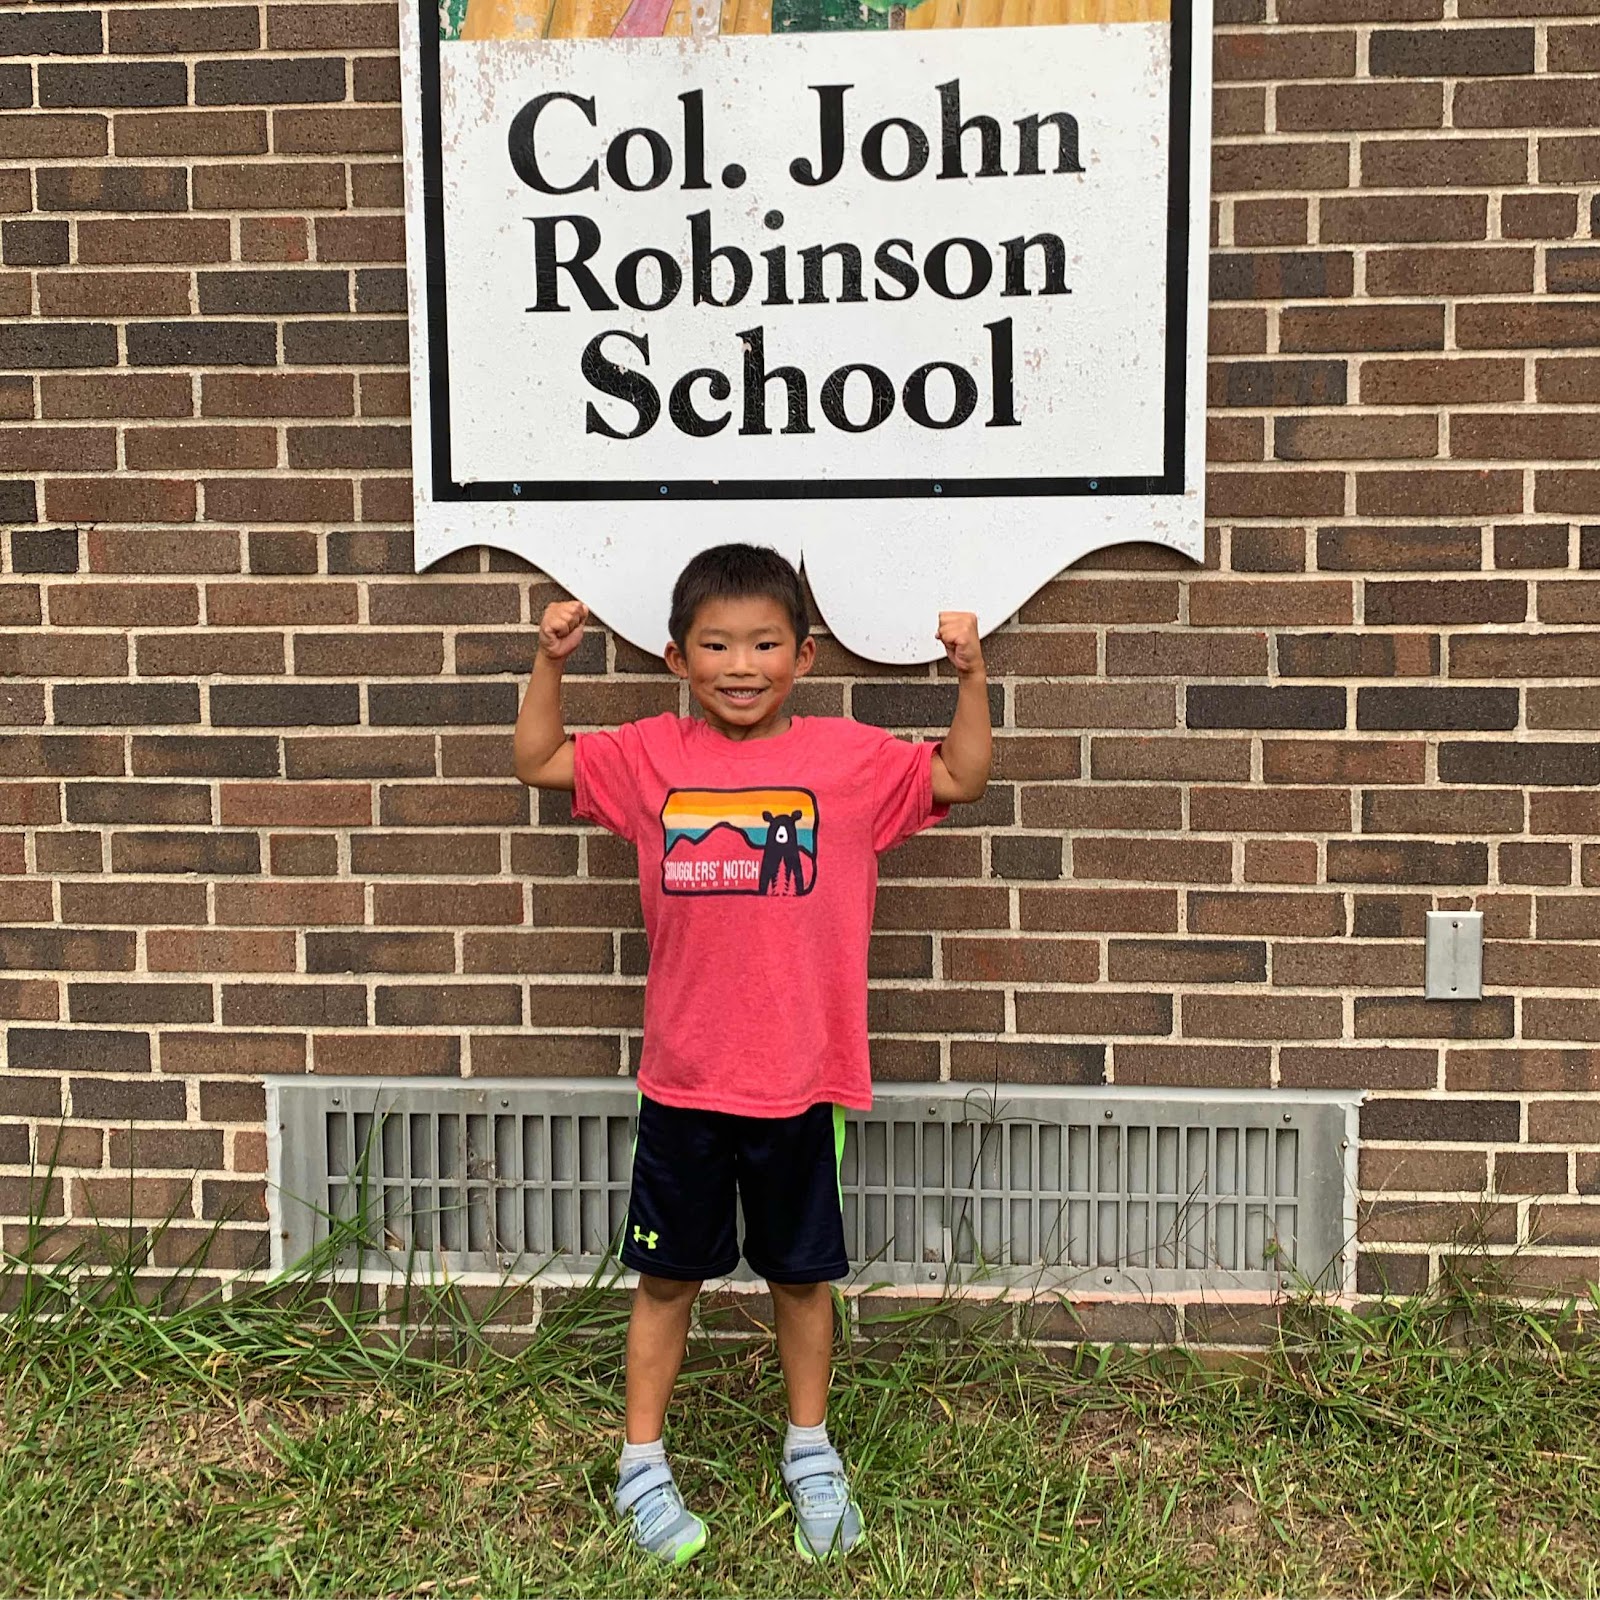 Col. John
Robinson
School
SMUGGLERS' NOTCH
VERMONT